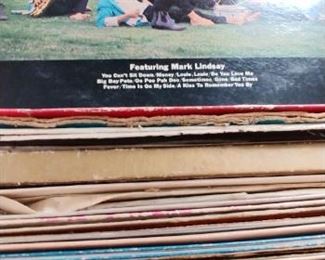 Featuring Mark Lindsay
You Can't Sit Down/Money/Louie, Louie/Do You Love Me
Big Boy Pete/Oo Poo Pah Doo/Sometimes/Gone/Bad Times
Fever/Time Is On My Side/A Kiss To Remember You By